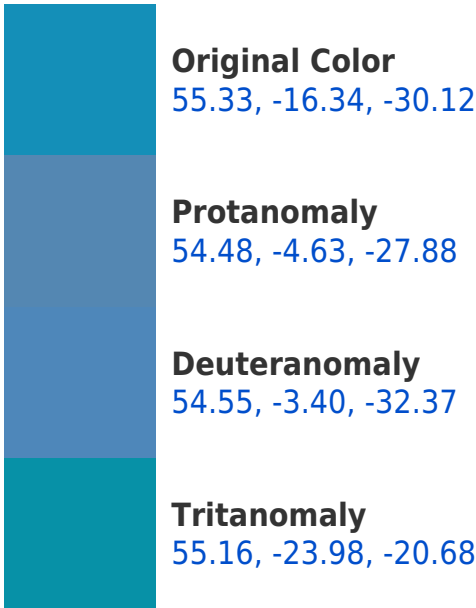 Original Color
55.33, -16.34, -30.12
Protanomaly
54.48, -4.63, -27.88
Deuteranomaly
54.55, -3.40, -32.37
Tritanomaly
55.16, -23.98, -20.68